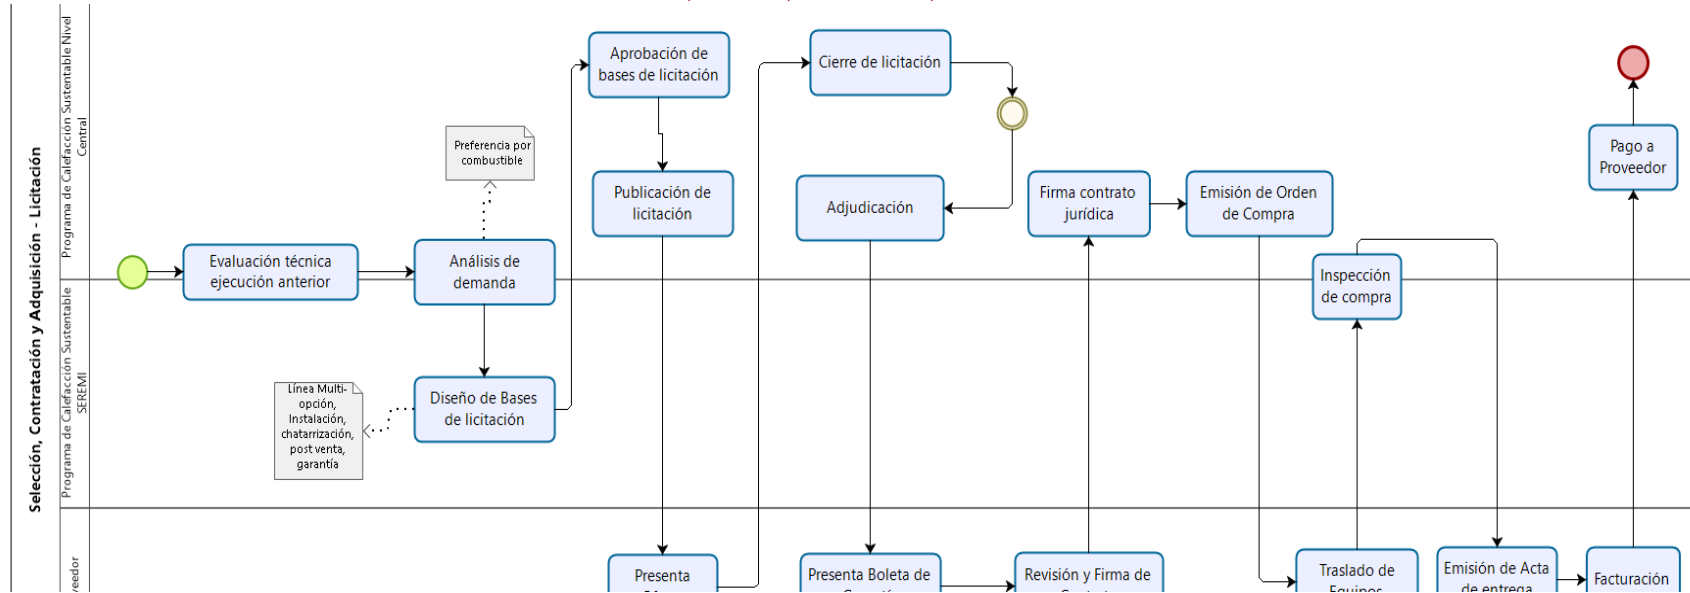 Selección, Contratación y Adquisición - Licitación
Programa de Calefacción Sustentable Nivel
Central
Aprobación de
bases de licitación
Cierre de licitación
Preferencia por
combustible
Pago a
Proveedor
Publicación de
licitación
Adjudicación
Firma contrato
jurídica
Emisión de Orden
de Compra
Evaluación técnica
ejecución anterior
Análisis de
demanda
Inspección
de compra
Programa de Calefacción Sustentable
SEREMI
Línea Multi-
opción,
Instalación,
chatarrización,
post venta,
garantía
Diseño de Bases
de licitación
Presenta
Presenta Boleta de
Revisión y Firma de
Traslado de
Equipos
Emisión de Acta
de entrega
Facturación